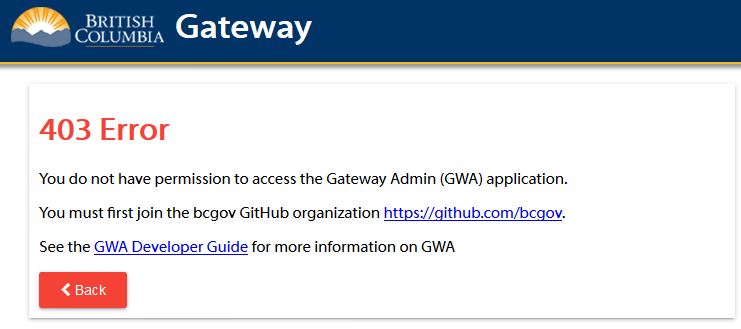 BRITISH
COLUMBIA
Gateway
403 Error
You do not have permission to access the Gateway Admin (GWA) application.
You must first join the bcgov GitHub organization https://github.com/bcgov.
See the GWA Developer Guide for more information on GWA
Back